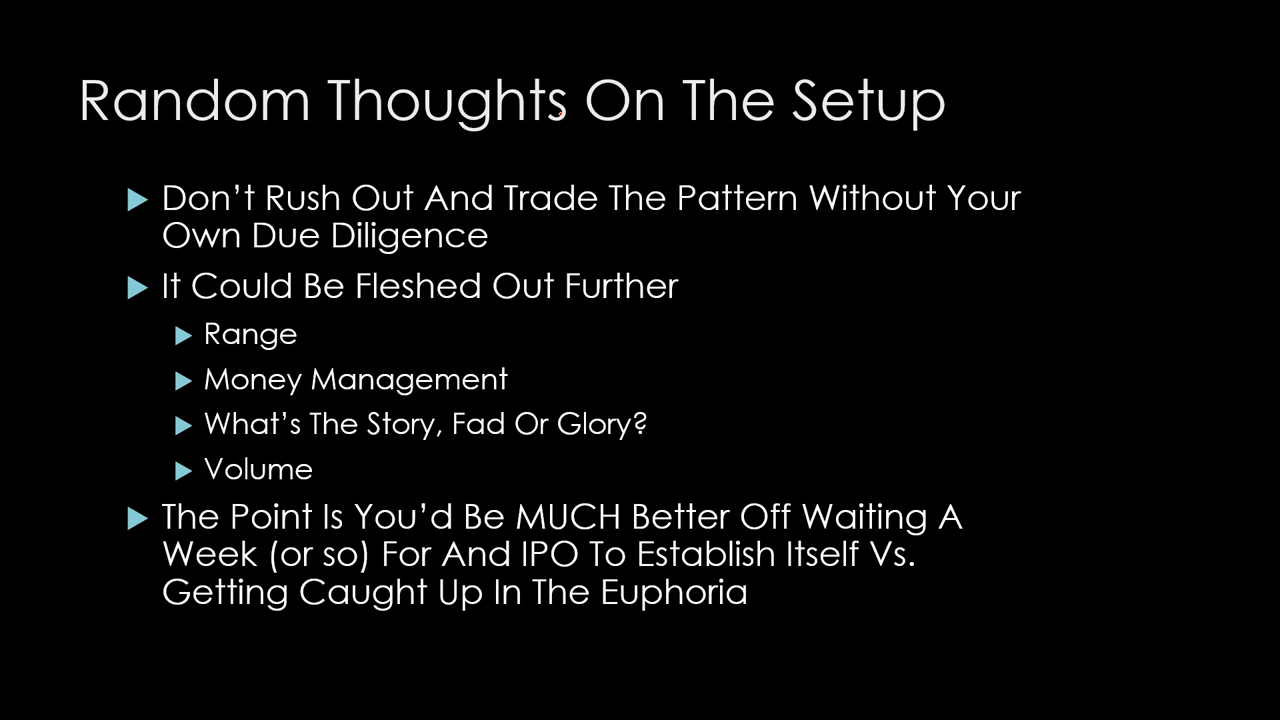 Random Thoughts On The Setup
Don’t Rush Out And Trade The Pattern Without Your
Own Due Diligence
It Could Be Fleshed Out Further
Range
Money Management
What’s The Story, Fad Or Glory?
Volume
The Point Is You’d Be MUCH Better Off Waiting A
Week (or so) For And IPO To Establish Itself Vs.
Getting Caught Up In The Euphoria